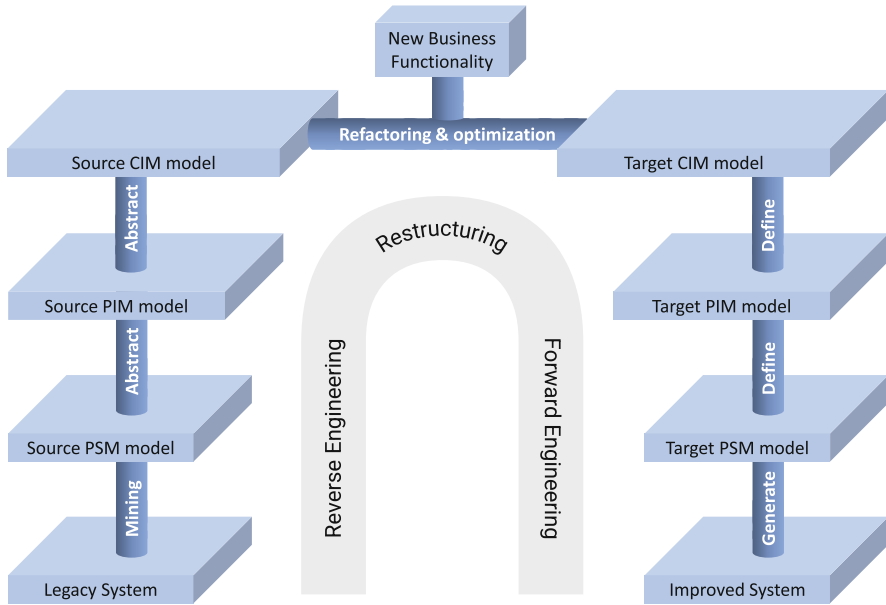 New Business
Functionality
Refactoring & optimization
Source CIM model
Target CIM model
Abstract
Define
Restructuring
Source PIM model
Target PIM model
Abstract
Define
Reverse Engineering
Forward Engineering
Source PSM model
Target PSM model
Mining
Generate
Legacy System
Improved System